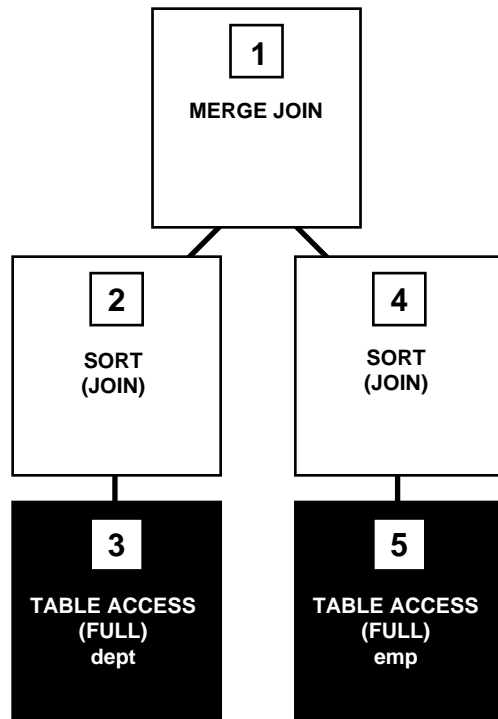 1
MERGE JOIN
2
SORT
(JOIN)
4
SORT
(JOIN)
3
TABLE ACCESS
(FULL)
dept
5
TABLE ACCESS
(FULL)
emp